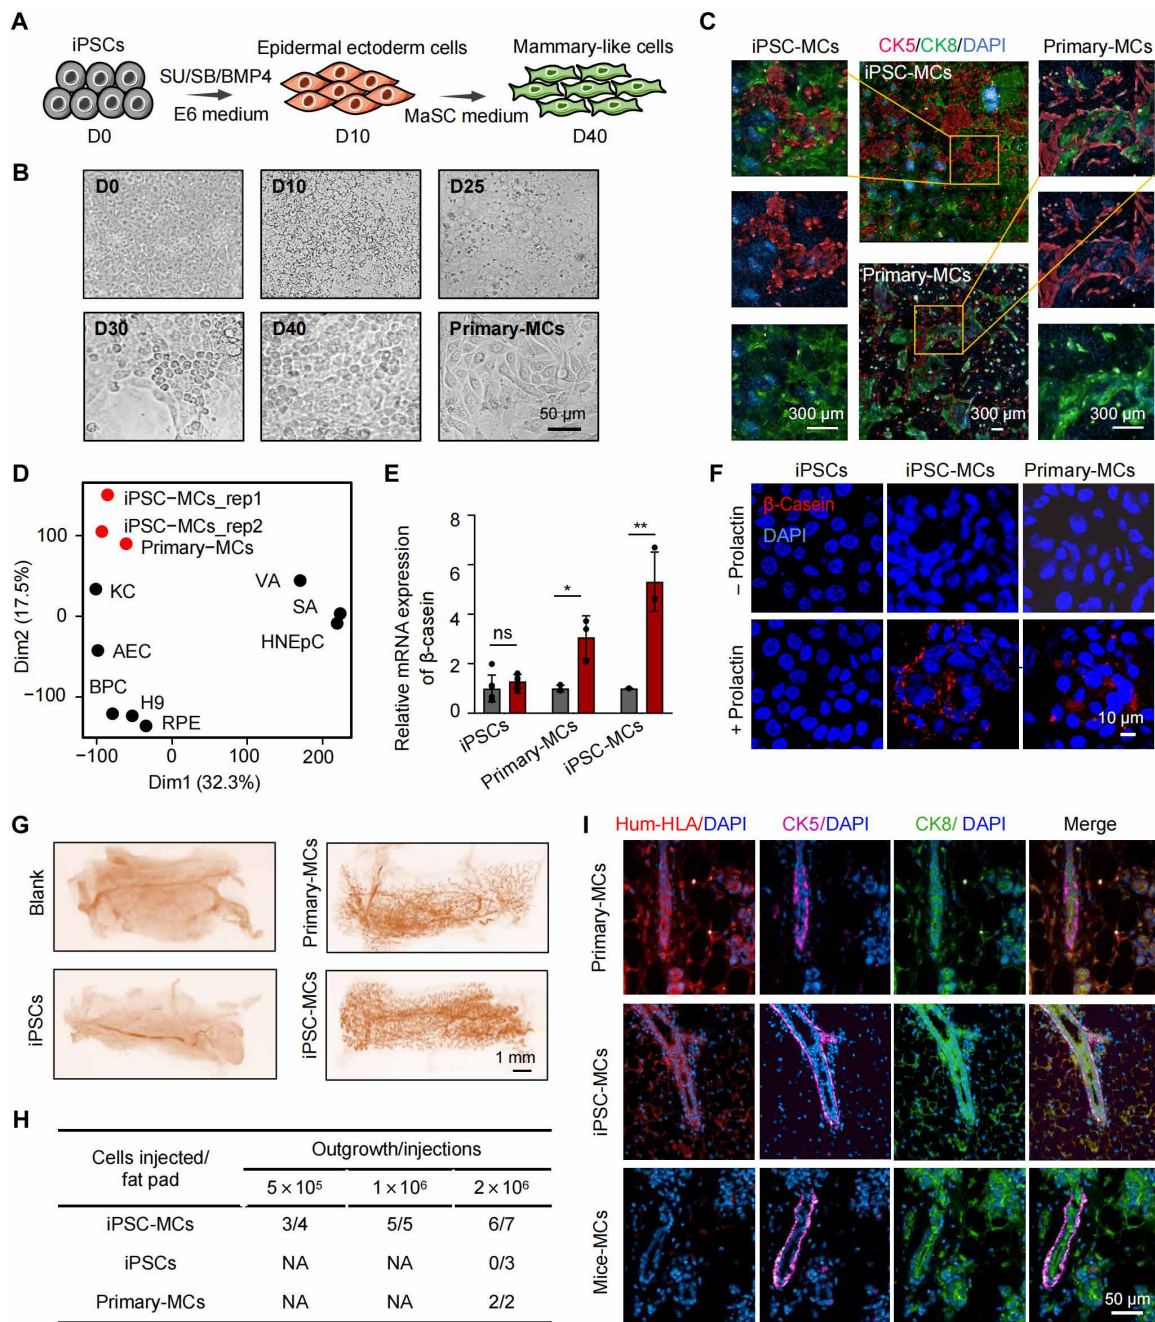 A
iPSCs
SU/SB/BMP4
E6 medium
D0
Epidermal ectoderm cells
D10
MaSC medium
Mammary-like cells
D40
B
D0
D10
D25
D30
D40
Primary-MCs
50 µm
C
iPSC-MCs
CK5/CK8/DAPI
Primary-MCs
iPSC-MCs
Primary-MCs
300 µm
300 µm
300 µm
D
Dim2 (17.5%)
100
0
−100
iPSC−MCs_rep1
iPSC−MCs_rep2
Primary−MCs
KC
VA
SA
HNEpC
AEC
BPC
H9
RPE
−100
0
100
200
Dim1 (32.3%)
E
Relative mRNA expression
of β-casein
8
6
4
2
0
ns
*
**
iPSCs
Primary-MCs
iPSC-MCs
F
iPSCs
iPSC-MCs
Primary-MCs
β-Casein
DAPI
– Prolactin
+ Prolactin
10 µm
G
Blank
Primary-MCs
iPSCs
iPSC-MCs
1 mm
H
Cells injected/
fat pad
Outgrowth/injections
5 × 10⁵
1 × 10⁶
2 × 10⁶
iPSC-MCs 3/4 5/5 6/7
iPSCs NA NA 0/3
Primary-MCs NA NA 2/2
I
Hum-HLA/DAPI
CK5/DAPI
CK8/ DAPI
Merge
Primary-MCs
iPSC-MCs
Mice-MCs
50 µm